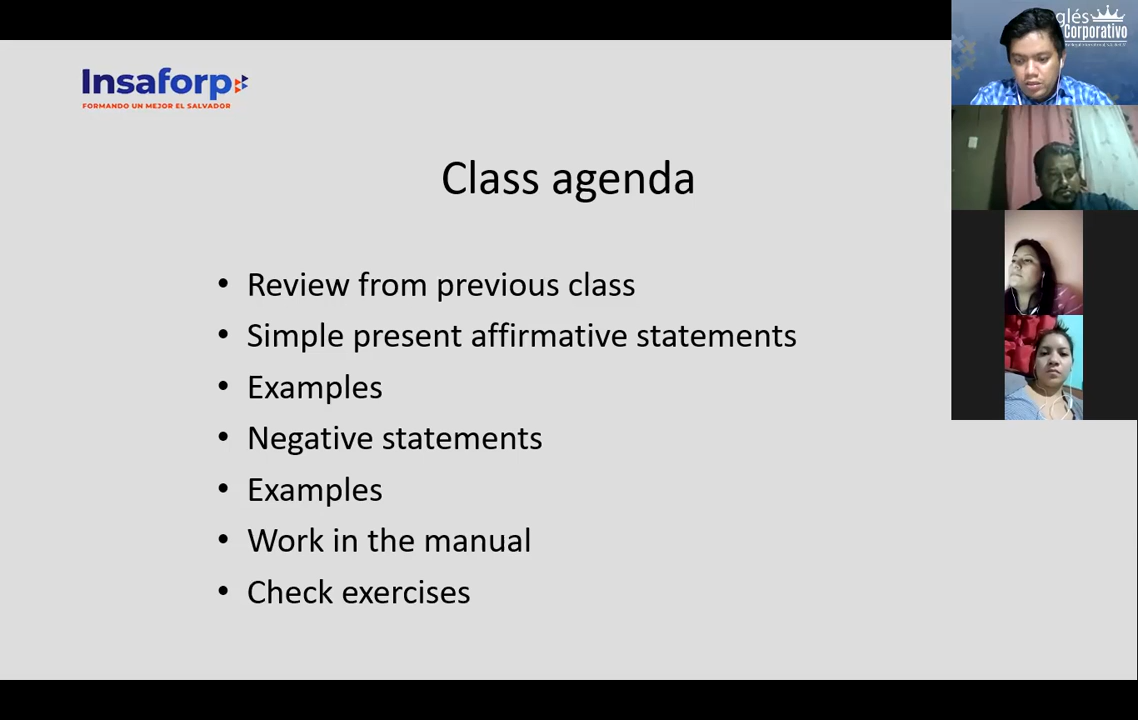 Insaforp
FORMANDO UN MEJOR EL SALVADOR
glés
Corporativo
Class agenda
• Review from previous class
• Simple present affirmative statements
• Examples
• Negative statements
• Examples
• Work in the manual
• Check exercises